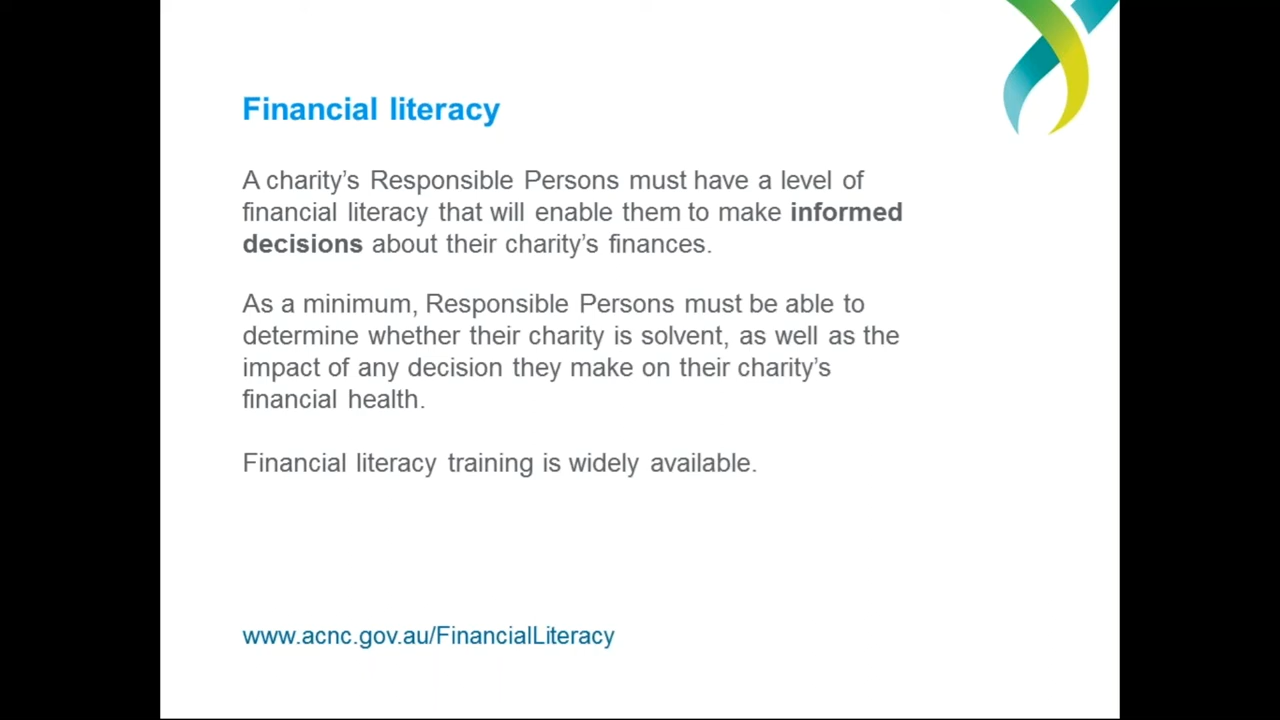 Financial literacy
A charity’s Responsible Persons must have a level of
financial literacy that will enable them to make informed
decisions about their charity’s finances.
As a minimum, Responsible Persons must be able to
determine whether their charity is solvent, as well as the
impact of any decision they make on their charity’s
financial health.
Financial literacy training is widely available.
www.acnc.gov.au/FinancialLiteracy